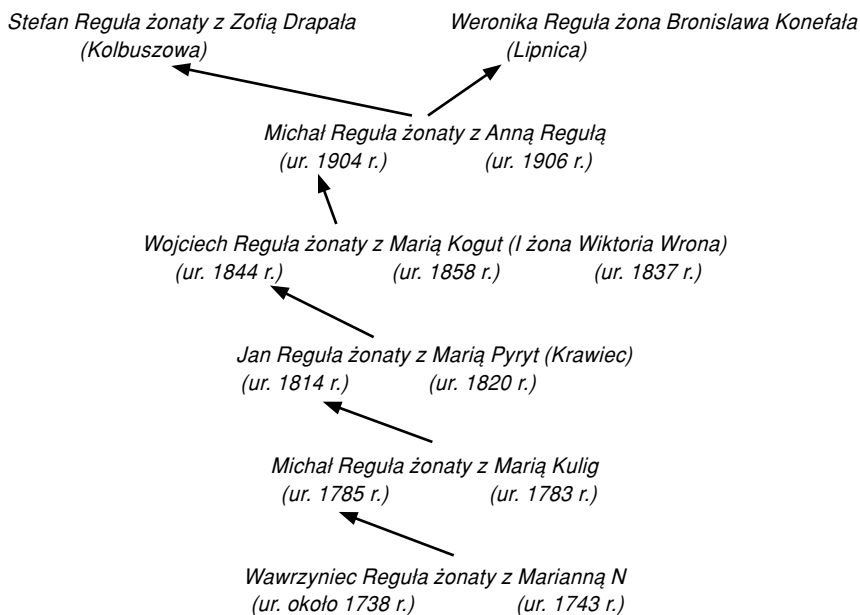 Stefan Reguła żonaty z Zofią Drapała
(Kolbuszowa)
Weronika Reguła żona Bronislawa Konefała
(Lipnica)
Michał Reguła żonaty z Anną Regułą
(ur. 1904 r.) (ur. 1906 r.)
Wojciech Reguła żonaty z Marią Kogut (I żona Wiktoria Wrona)
(ur. 1844 r.) (ur. 1858 r.) (ur. 1837 r.)
Jan Reguła żonaty z Marią Pyryt (Krawiec)
(ur. 1814 r.) (ur. 1820 r.)
Michał Reguła żonaty z Marią Kulig
(ur. 1785 r.) (ur. 1783 r.)
Wawrzyniec Reguła żonaty z Marianną N
(ur. około 1738 r.) (ur. 1743 r.)